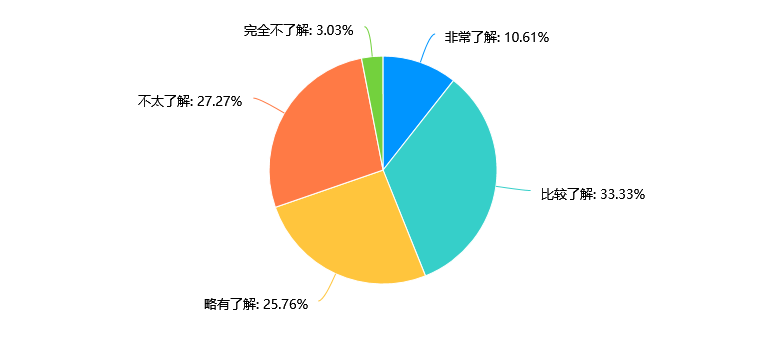 完全不了解: 3.03%
非常了解: 10.61%
不太了解: 27.27%
比较了解: 33.33%
略有了解: 25.76%